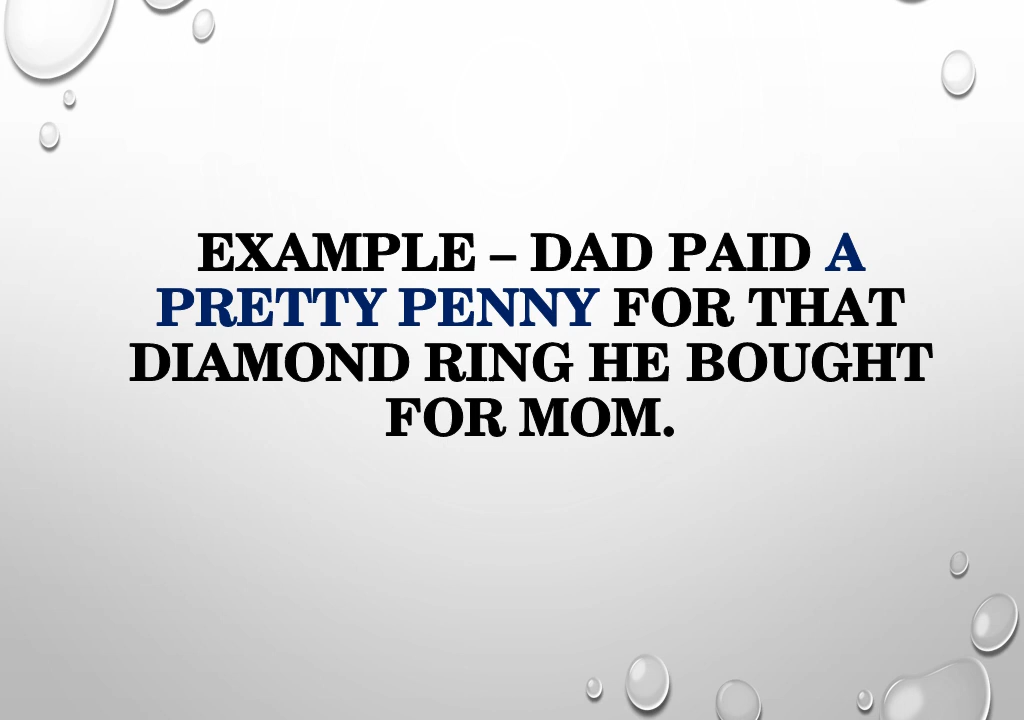 EXAMPLE – DAD PAID A
PRETTY PENNY FOR THAT
DIAMOND RING HE BOUGHT
FOR MOM.